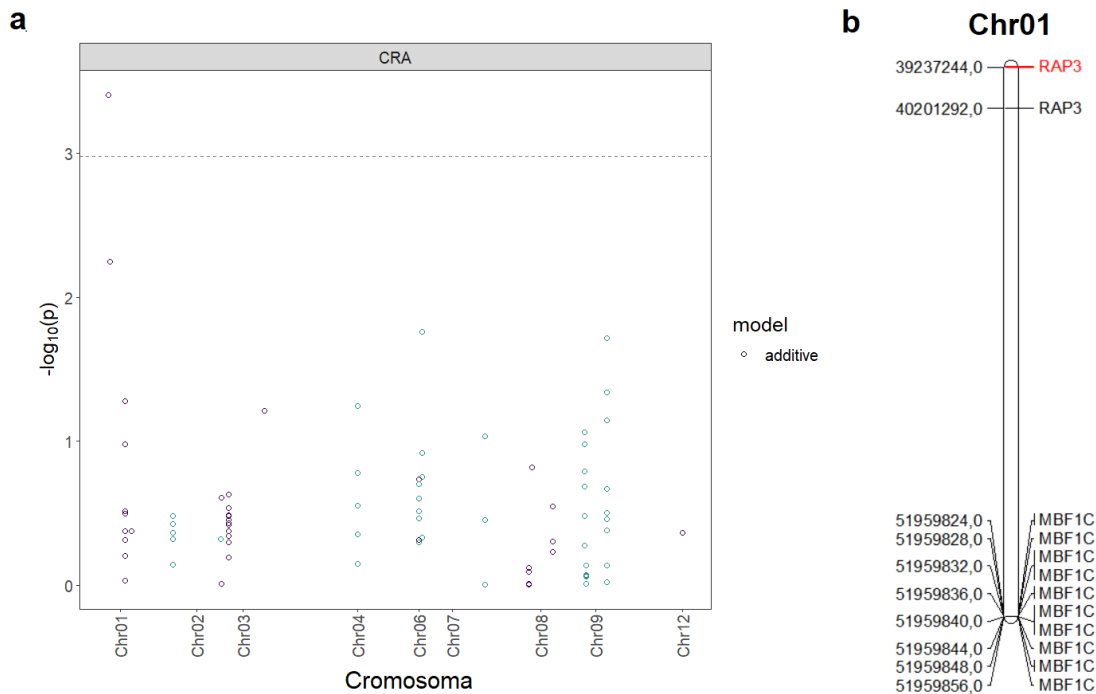 a
CRA
3
2
1
0
-log10(p)
Chr01
Chr02
Chr03
Chr04
Chr06
Chr07
Chr08
Chr09
Chr12
Cromosoma
model
additive
b
Chr01
39237244,0 RAP3
40201292,0 RAP3
51959824,0 MBF1C
51959828,0 MBF1C
MBF1C
51959832,0
MBF1C
51959836,0 MBF1C
MBF1C
51959840,0
MBF1C
51959844,0 MBF1C
51959848,0 MBF1C
51959856,0 MBF1C